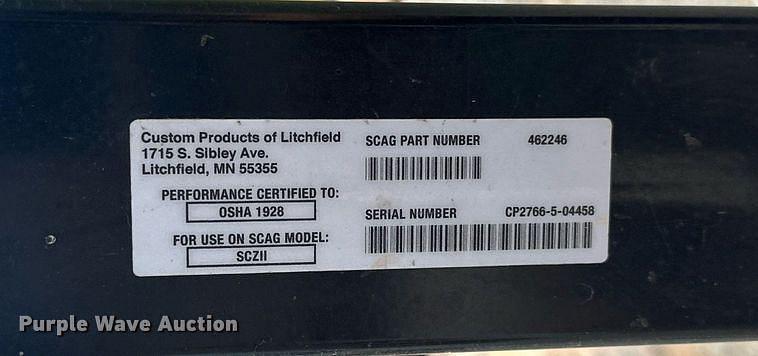 Custom Products of Litchfield
1715 S. Sibley Ave.
Litchfield, MN 55355
PERFORMANCE CERTIFIED TO:
OSHA 1928
FOR USE ON SCAG MODEL:
SCZII
SCAG PART NUMBER 462246
SERIAL NUMBER CP2766-5-04458
Purple Wave Auction